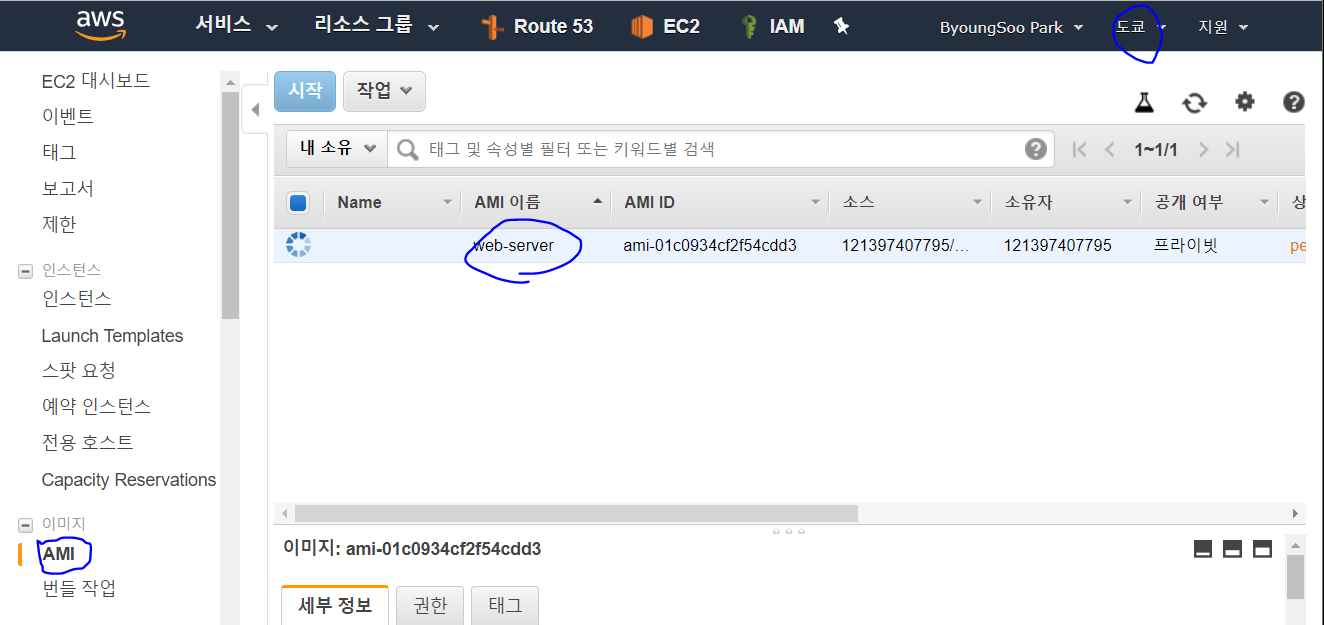 aws 서비스 리소스 그룹 Route 53 EC2 IAM ByoungSoo Park 도쿄 지원
EC2 대시보드
이벤트
태그
보고서
제한
인스턴스
인스턴스
Launch Templates
스팟 요청
예약 인스턴스
전용 호스트
Capacity Reservations
이미지
AMI
번들 작업
시작 작업
내 소유 태그 및 속성별 필터 또는 키워드별 검색 1~1/1
Name AMI 이름 AMI ID 소스 소유자 공개 여부 상
web-server ami-01c0934cf2f54cdd3 121397407795/... 121397407795 프라이빗 pe
이미지: ami-01c0934cf2f54cdd3
세부 정보 권한 태그